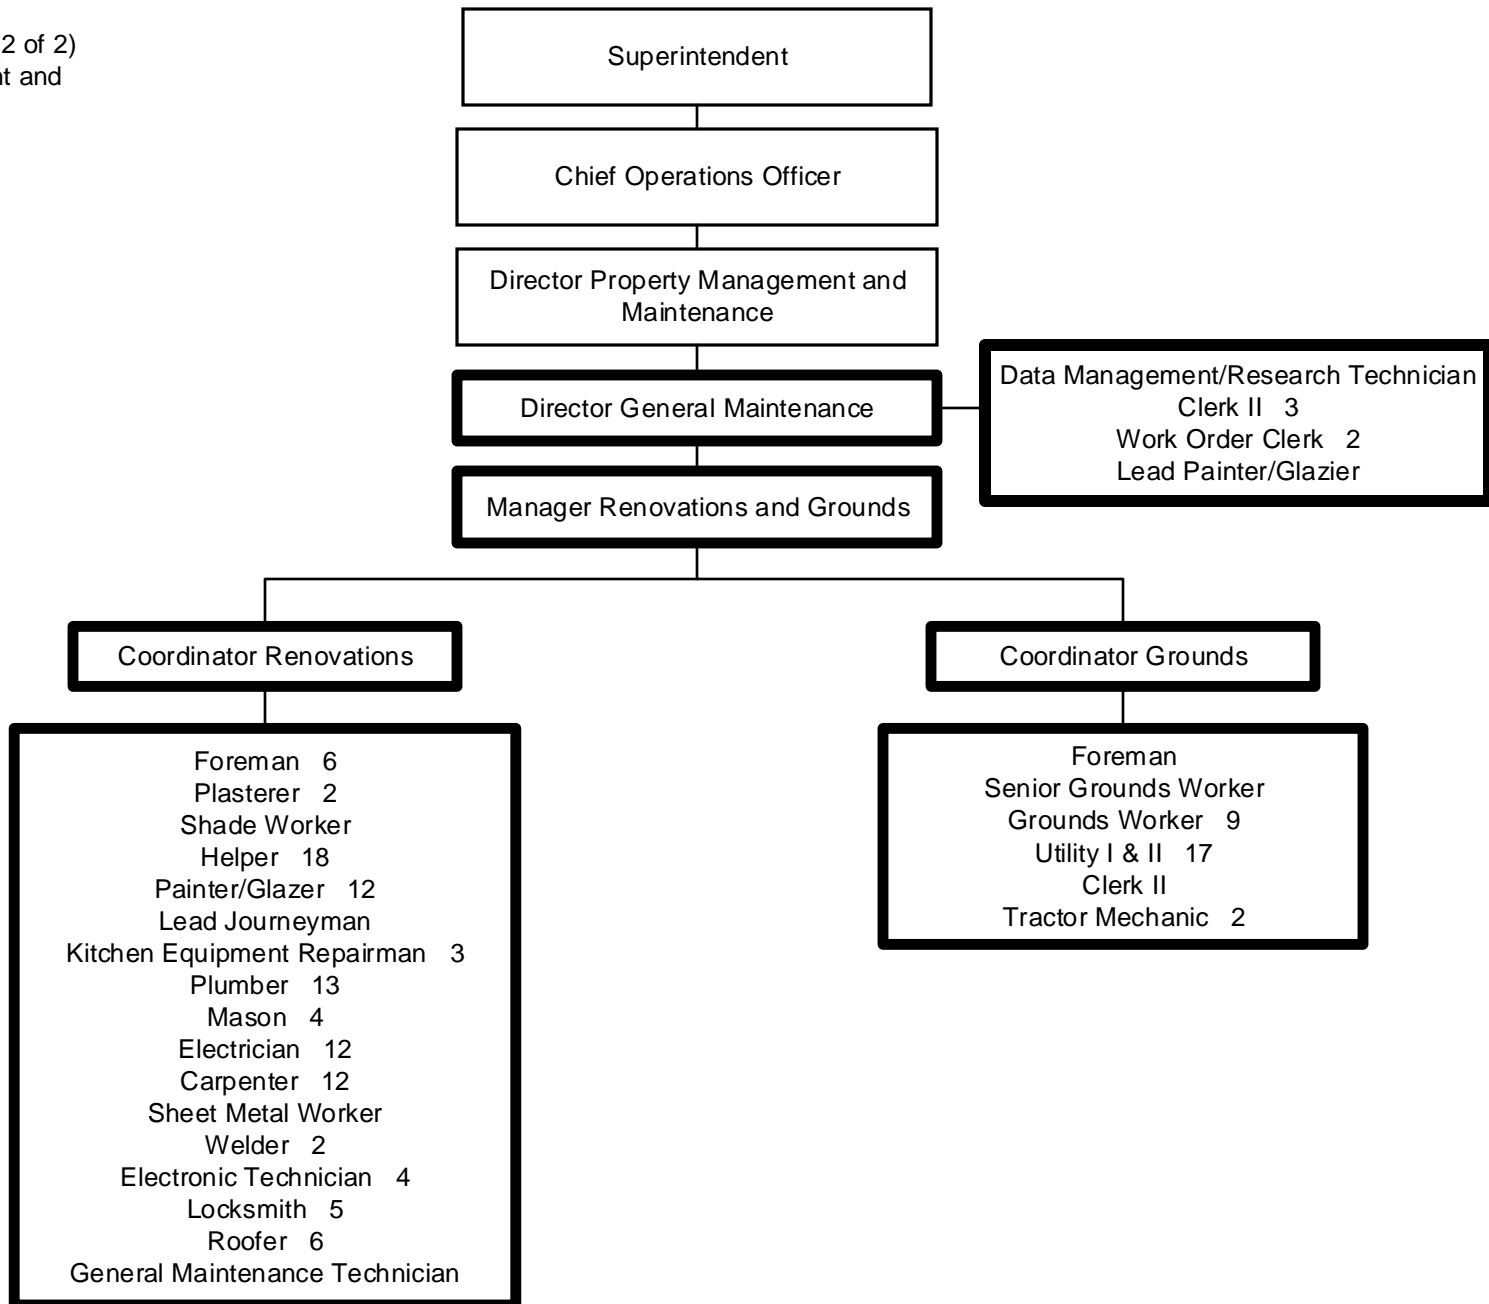 2 of 2)
nt and
Superintendent
Chief Operations Officer
Director Property Management and
Maintenance
Director General Maintenance
Data Management/Research Technician
Clerk II 3
Work Order Clerk 2
Lead Painter/Glazier
Manager Renovations and Grounds
Coordinator Renovations
Coordinator Grounds
Foreman 6
Plasterer 2
Shade Worker
Helper 18
Painter/Glazer 12
Lead Journeyman
Kitchen Equipment Repairman 3
Plumber 13
Mason 4
Electrician 12
Carpenter 12
Sheet Metal Worker
Welder 2
Electronic Technician 4
Locksmith 5
Roofer 6
General Maintenance Technician
Foreman
Senior Grounds Worker
Grounds Worker 9
Utility I & II 17
Clerk II
Tractor Mechanic 2